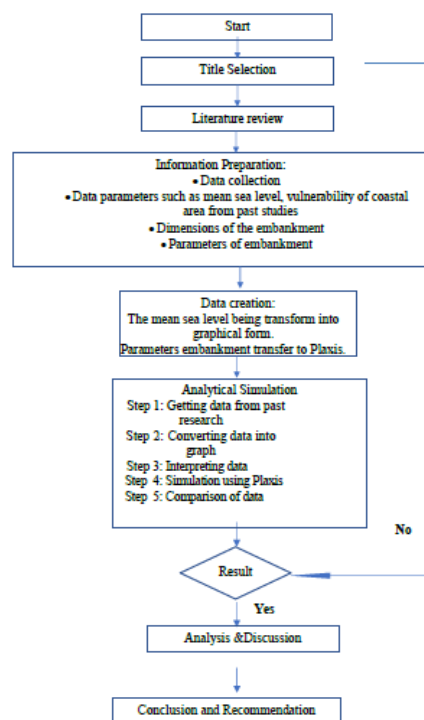 Start
Title Selection
Literature review
Information Preparation:
•Data collection
•Data parameters such as mean sea level, vulnerability of coastal
area from past studies
•Dimensions of the embankment
•Parameters of embankment
Data creation:
The mean sea level being transform into
graphical form.
Parameters embankment transfer to Plaxis.
Analytical Simulation
Step 1: Getting data from past
research
Step 2: Converting data into
graph
Step 3: Interpreting data
Step 4: Simulation using Plaxis
Step 5: Comparison of data
No
Result
Yes
Analysis &Discussion
Conclusion and Recommendation